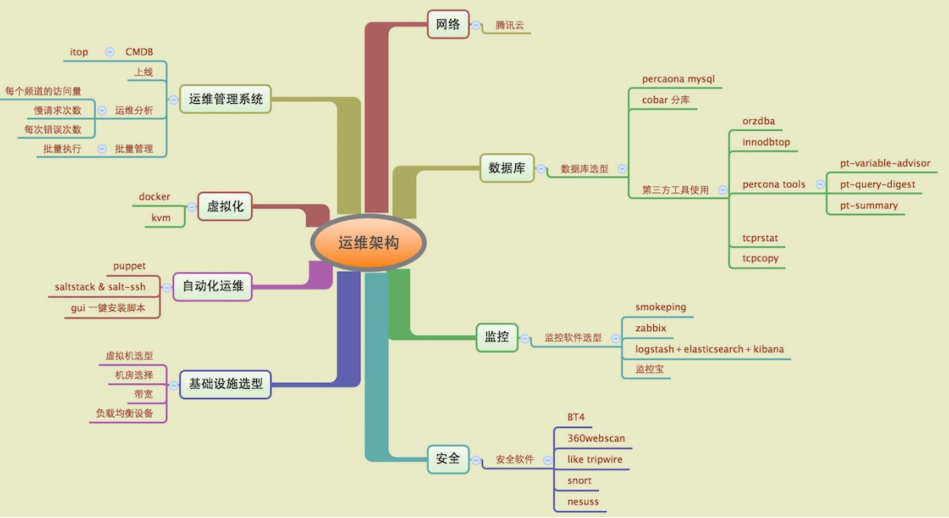 运维架构
网络
腾讯云
数据库
数据库选型
percaona mysql
cobar 分库
第三方工具使用
orzdba
innodbtop
percona tools
pt-variable-advisor
pt-query-digest
pt-summary
tcprstat
tcpcopy
监控
监控软件选型
smokeping
zabbix
logstash + elasticsearch + kibana
监控宝
安全
安全软件
BT4
360webscan
like tripwire
snort
nesuss
运维管理系统
CMDB
itop
上线
运维分析
每个频道的访问量
慢请求次数
每次错误次数
批量管理
批量执行
虚拟化
docker
kvm
自动化运维
puppet
saltstack & salt-ssh
gui 一键安装脚本
基础设施选型
虚拟机选型
机房选择
带宽
负载均衡设备